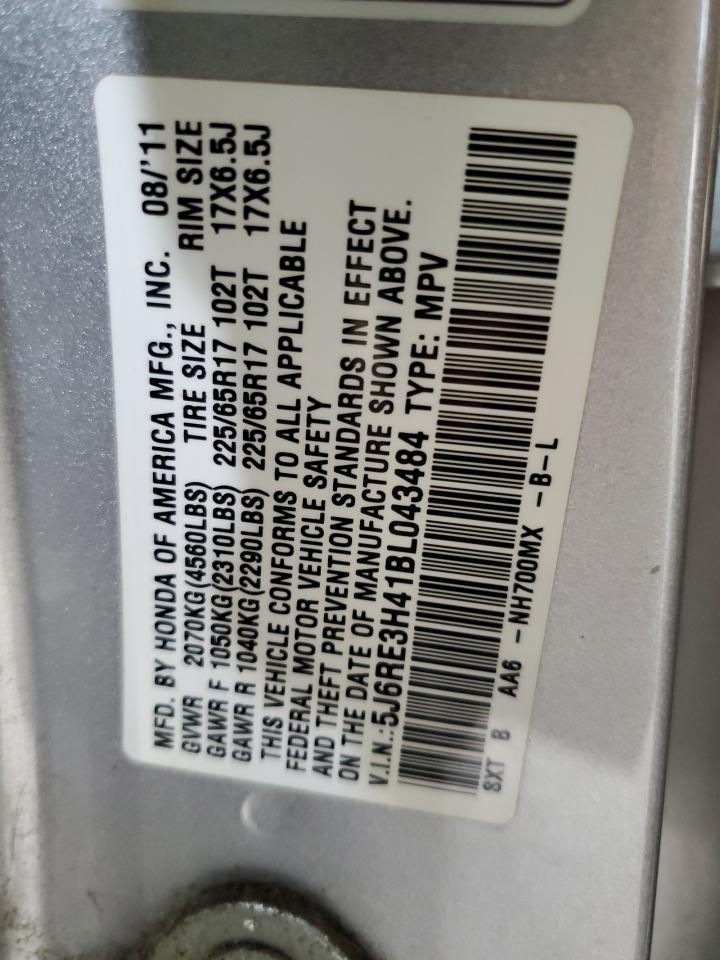 MFD. BY HONDA OF AMERICA MFG., INC. 08/'11
GVWR 2070KG(4560LBS) TIRE SIZE RIM SIZE
GAWR F 1050KG(2310LBS) 225/65R17 102T 17X6.5J
GAWR R 1040KG(2290LBS) 225/65R17 102T 17X6.5J
THIS VEHICLE CONFORMS TO ALL APPLICABLE
FEDERAL MOTOR VEHICLE SAFETY
AND THEFT PREVENTION STANDARDS IN EFFECT
ON THE DATE OF MANUFACTURE SHOWN ABOVE.
V.I.N.:5J6RE3H41BL043484 TYPE: MPV
SXT B AA6 -NH700MX -B-L